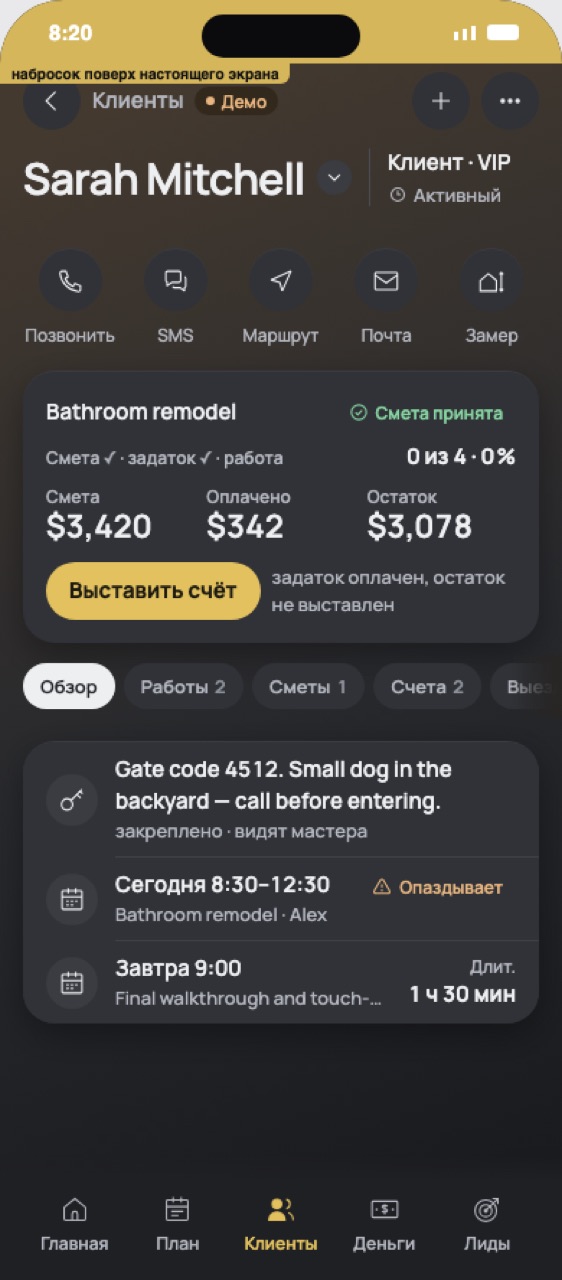 8:20
набросок поверх настоящего экрана
Клиенты
Демо
Sarah Mitchell
Клиент · VIP
Активный
Позвонить
SMS
Маршрут
Почта
Замер
Bathroom remodel
Смета принята
Смета ✓ · задаток ✓ · работа
0 из 4 · 0%
Смета
Оплачено
Остаток
$3,420
$342
$3,078
Выставить счёт
задаток оплачен, остаток
не выставлен
Обзор
Работы 2
Сметы 1
Счета 2
Вые
Gate code 4512. Small dog in the
backyard — call before entering.
закреплено · видят мастера
Сегодня 8:30–12:30
Опаздывает
Bathroom remodel · Alex
Завтра 9:00
Длит.
Final walkthrough and touch-...
1 ч 30 мин
Главная
План
Клиенты
Деньги
Лиды